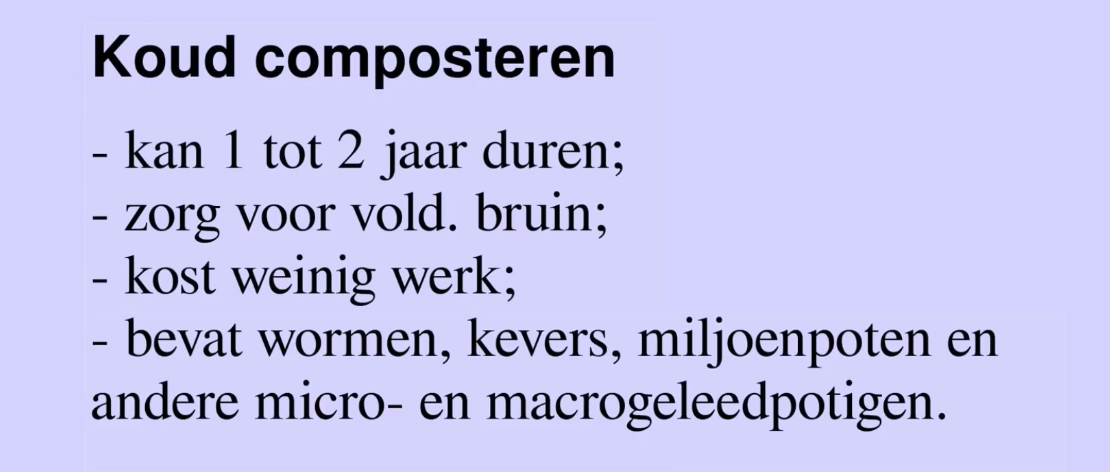 Koud composteren
- kan 1 tot 2 jaar duren;
- zorg voor vold. bruin;
- kost weinig werk;
- bevat wormen, kevers, miljoenpoten en
andere micro- en macrogeleedpotigen.